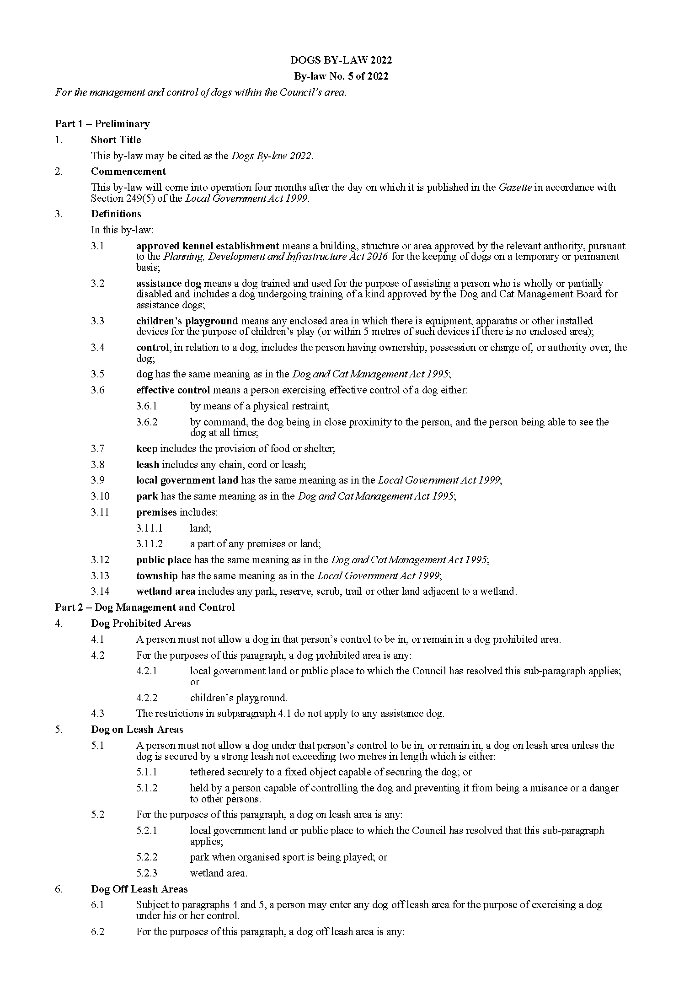 DOGS BY-LAW 2022
By-law No. 5 of 2022
For the management and control of dogs within the Council’s area.
Part 1 – Preliminary
1. Short Title
This by-law may be cited as the Dogs By-law 2022.
2. Commencement
This by-law will come into operation four months after the day on which it is published in the Gazette in accordance with
Section 249(5) of the Local Government Act 1999.
3. Definitions
In this by-law:
3.1 approved kennel establishment means a building, structure or area approved by the relevant authority, pursuant
to the Planning, Development and Infrastructure Act 2016 for the keeping of dogs on a temporary or permanent
basis;
3.2 assistance dog means a dog trained and used for the purpose of assisting a person who is wholly or partially
disabled and includes a dog undergoing training of a kind approved by the Dog and Cat Management Board for
assistance dogs;
3.3 children’s playground means any enclosed area in which there is equipment, apparatus or other installed
devices for the purpose of children’s play (or within 5 metres of such devices if there is no enclosed area);
3.4 control, in relation to a dog, includes the person having ownership, possession or charge of, or authority over, the
dog;
3.5 dog has the same meaning as in the Dog and Cat Management Act 1995;
3.6 effective control means a person exercising effective control of a dog either:
3.6.1 by means of a physical restraint;
3.6.2 by command, the dog being in close proximity to the person, and the person being able to see the
dog at all times;
3.7 keep includes the provision of food or shelter;
3.8 leash includes any chain, cord or leash;
3.9 local government land has the same meaning as in the Local Government Act 1999;
3.10 park has the same meaning as in the Dog and Cat Management Act 1995;
3.11 premises includes:
3.11.1 land;
3.11.2 a part of any premises or land;
3.12 public place has the same meaning as in the Dog and Cat Management Act 1995;
3.13 township has the same meaning as in the Local Government Act 1999;
3.14 wetland area includes any park, reserve, scrub, trail or other land adjacent to a wetland.
Part 2 – Dog Management and Control
4. Dog Prohibited Areas
4.1 A person must not allow a dog in that person’s control to be in, or remain in a dog prohibited area.
4.2 For the purposes of this paragraph, a dog prohibited area is any:
4.2.1 local government land or public place to which the Council has resolved this sub-paragraph applies;
or
4.2.2 children’s playground.
4.3 The restrictions in subparagraph 4.1 do not apply to any assistance dog.
5. Dog on Leash Areas
5.1 A person must not allow a dog under that person’s control to be in, or remain in, a dog on leash area unless the
dog is secured by a strong leash not exceeding two metres in length which is either:
5.1.1 tethered securely to a fixed object capable of securing the dog; or
5.1.2 held by a person capable of controlling the dog and preventing it from being a nuisance or a danger
to other persons.
5.2 For the purposes of this paragraph, a dog on leash area is any:
5.2.1 local government land or public place to which the Council has resolved that this sub-paragraph
applies;
5.2.2 park when organised sport is being played; or
5.2.3 wetland area.
6. Dog Off Leash Areas
6.1 Subject to paragraphs 4 and 5, a person may enter any dog off leash area for the purpose of exercising a dog
under his or her control.
6.2 For the purposes of this paragraph, a dog off leash area is any: